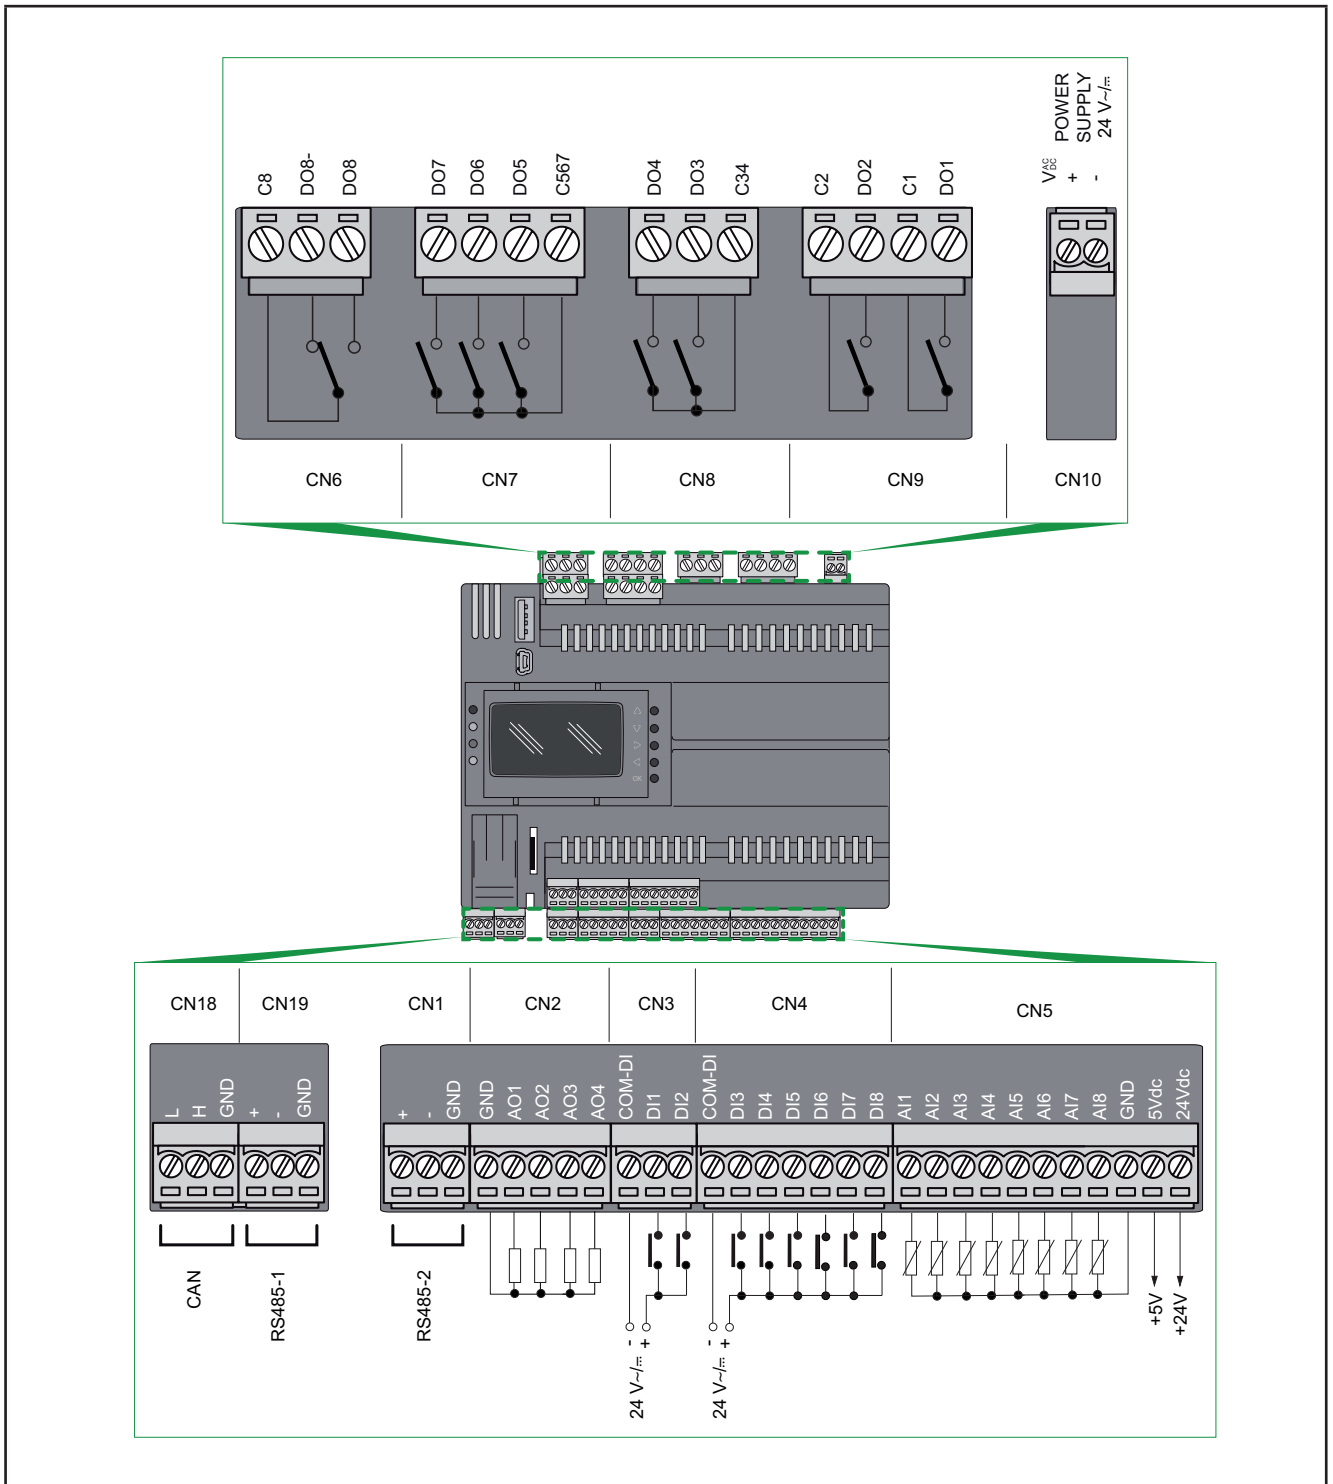 C8
DO8-
DO8
DO7
DO6
DO5
C567
DO4
DO3
C34
C2
DO2
C1
DO1
V AC DC
+
-
POWER
SUPPLY
24 V~/⎓
CN6
CN7
CN8
CN9
CN10
OK
CN18
CN19
CN1
CN2
CN3
CN4
CN5
L
H
GND
+
-
GND
+
-
GND
GND
AO1
AO2
AO3
AO4
COM-DI
DI1
DI2
COM-DI
DI3
DI4
DI5
DI6
DI7
DI8
AI1
AI2
AI3
AI4
AI5
AI6
AI7
AI8
GND
5Vdc
24Vdc
CAN
RS485-1
RS485-2
24 V~/⎓
-
+
24 V~/⎓
-
+
+5V
+24V